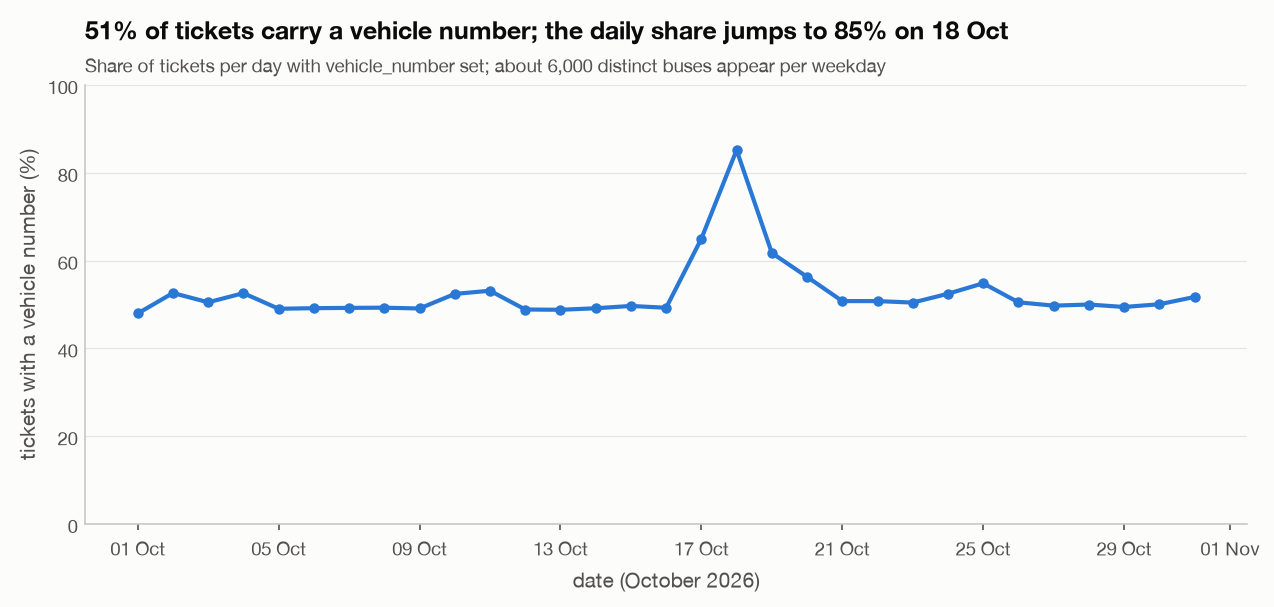 51% of tickets carry a vehicle number; the daily share jumps to 85% on 18 Oct
Share of tickets per day with vehicle_number set; about 6,000 distinct buses appear per weekday
tickets with a vehicle number (%)
100
80
60
40
20
0
01 Oct
05 Oct
09 Oct
13 Oct
17 Oct
21 Oct
25 Oct
29 Oct
01 Nov
date (October 2026)